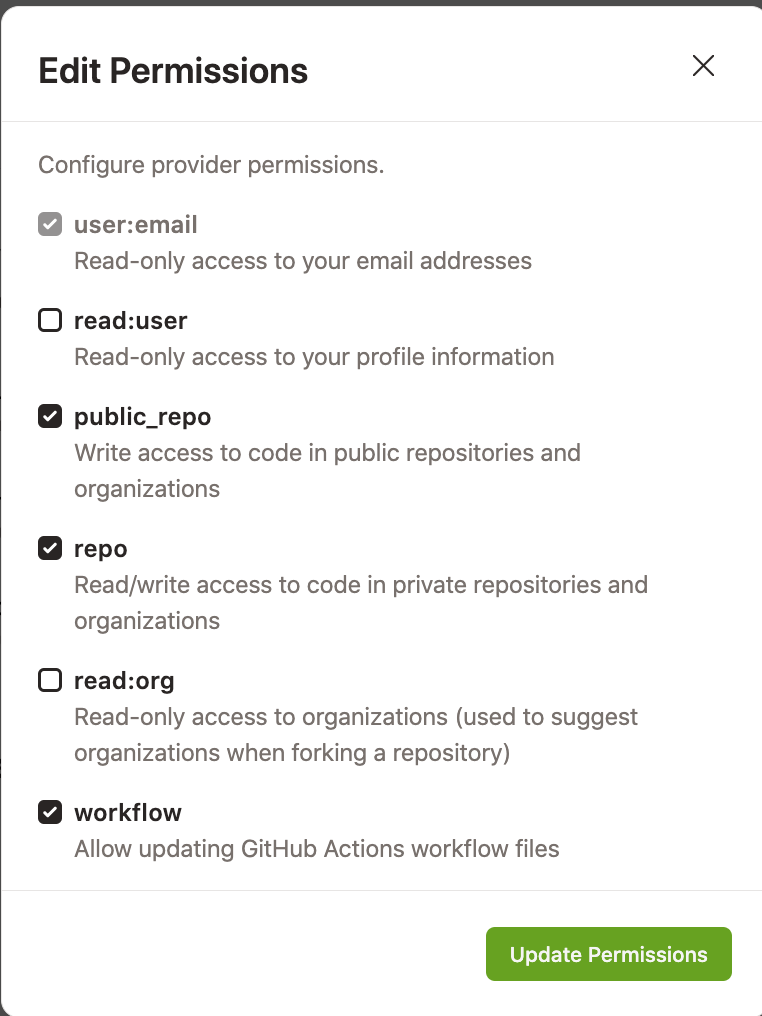 Edit Permissions
Configure provider permissions.
user:email
Read-only access to your email addresses
read:user
Read-only access to your profile information
public_repo
Write access to code in public repositories and
organizations
repo
Read/write access to code in private repositories and
organizations
read:org
Read-only access to organizations (used to suggest
organizations when forking a repository)
workflow
Allow updating GitHub Actions workflow files
Update Permissions